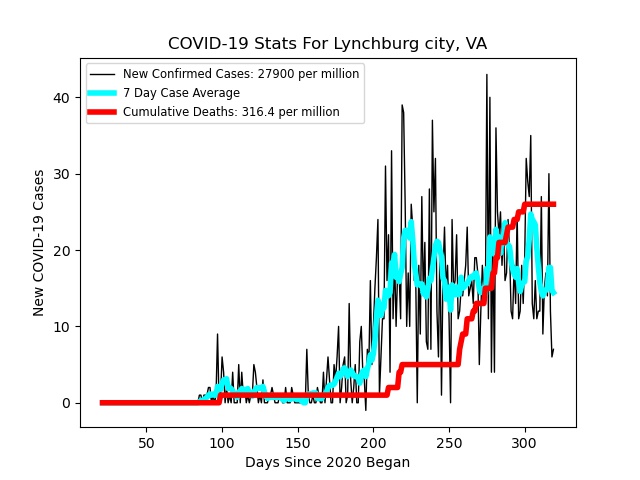 COVID-19 Stats For Lynchburg city, VA
New Confirmed Cases: 27900 per million
7 Day Case Average
Cumulative Deaths: 316.4 per million
New COVID-19 Cases
40
30
20
10
0
50 100 150 200 250 300
Days Since 2020 Began